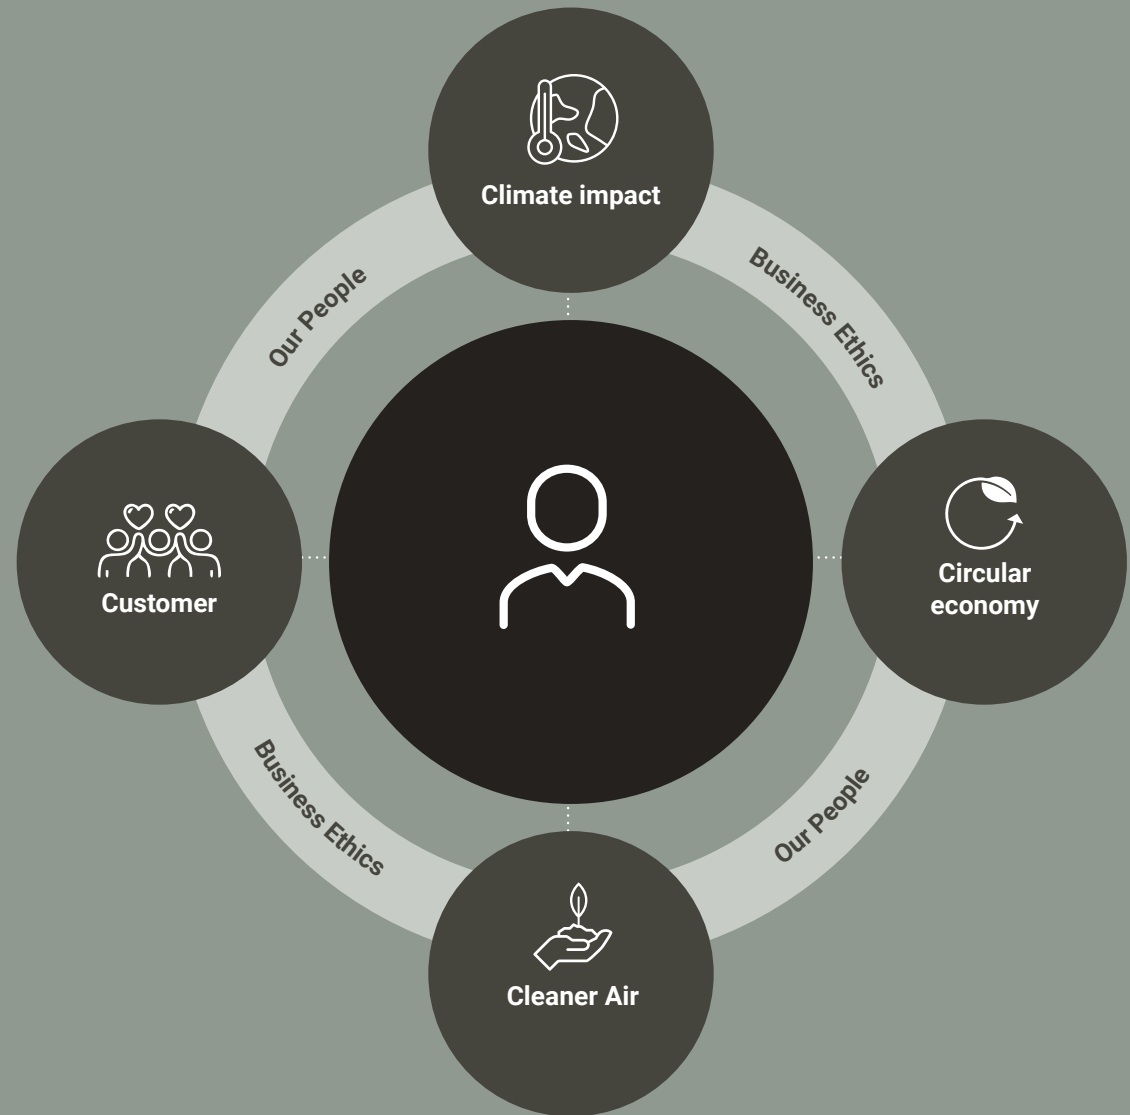 Climate impact
Our People
Business Ethics
Customer
Circular
economy
Business Ethics
Our People
Cleaner Air